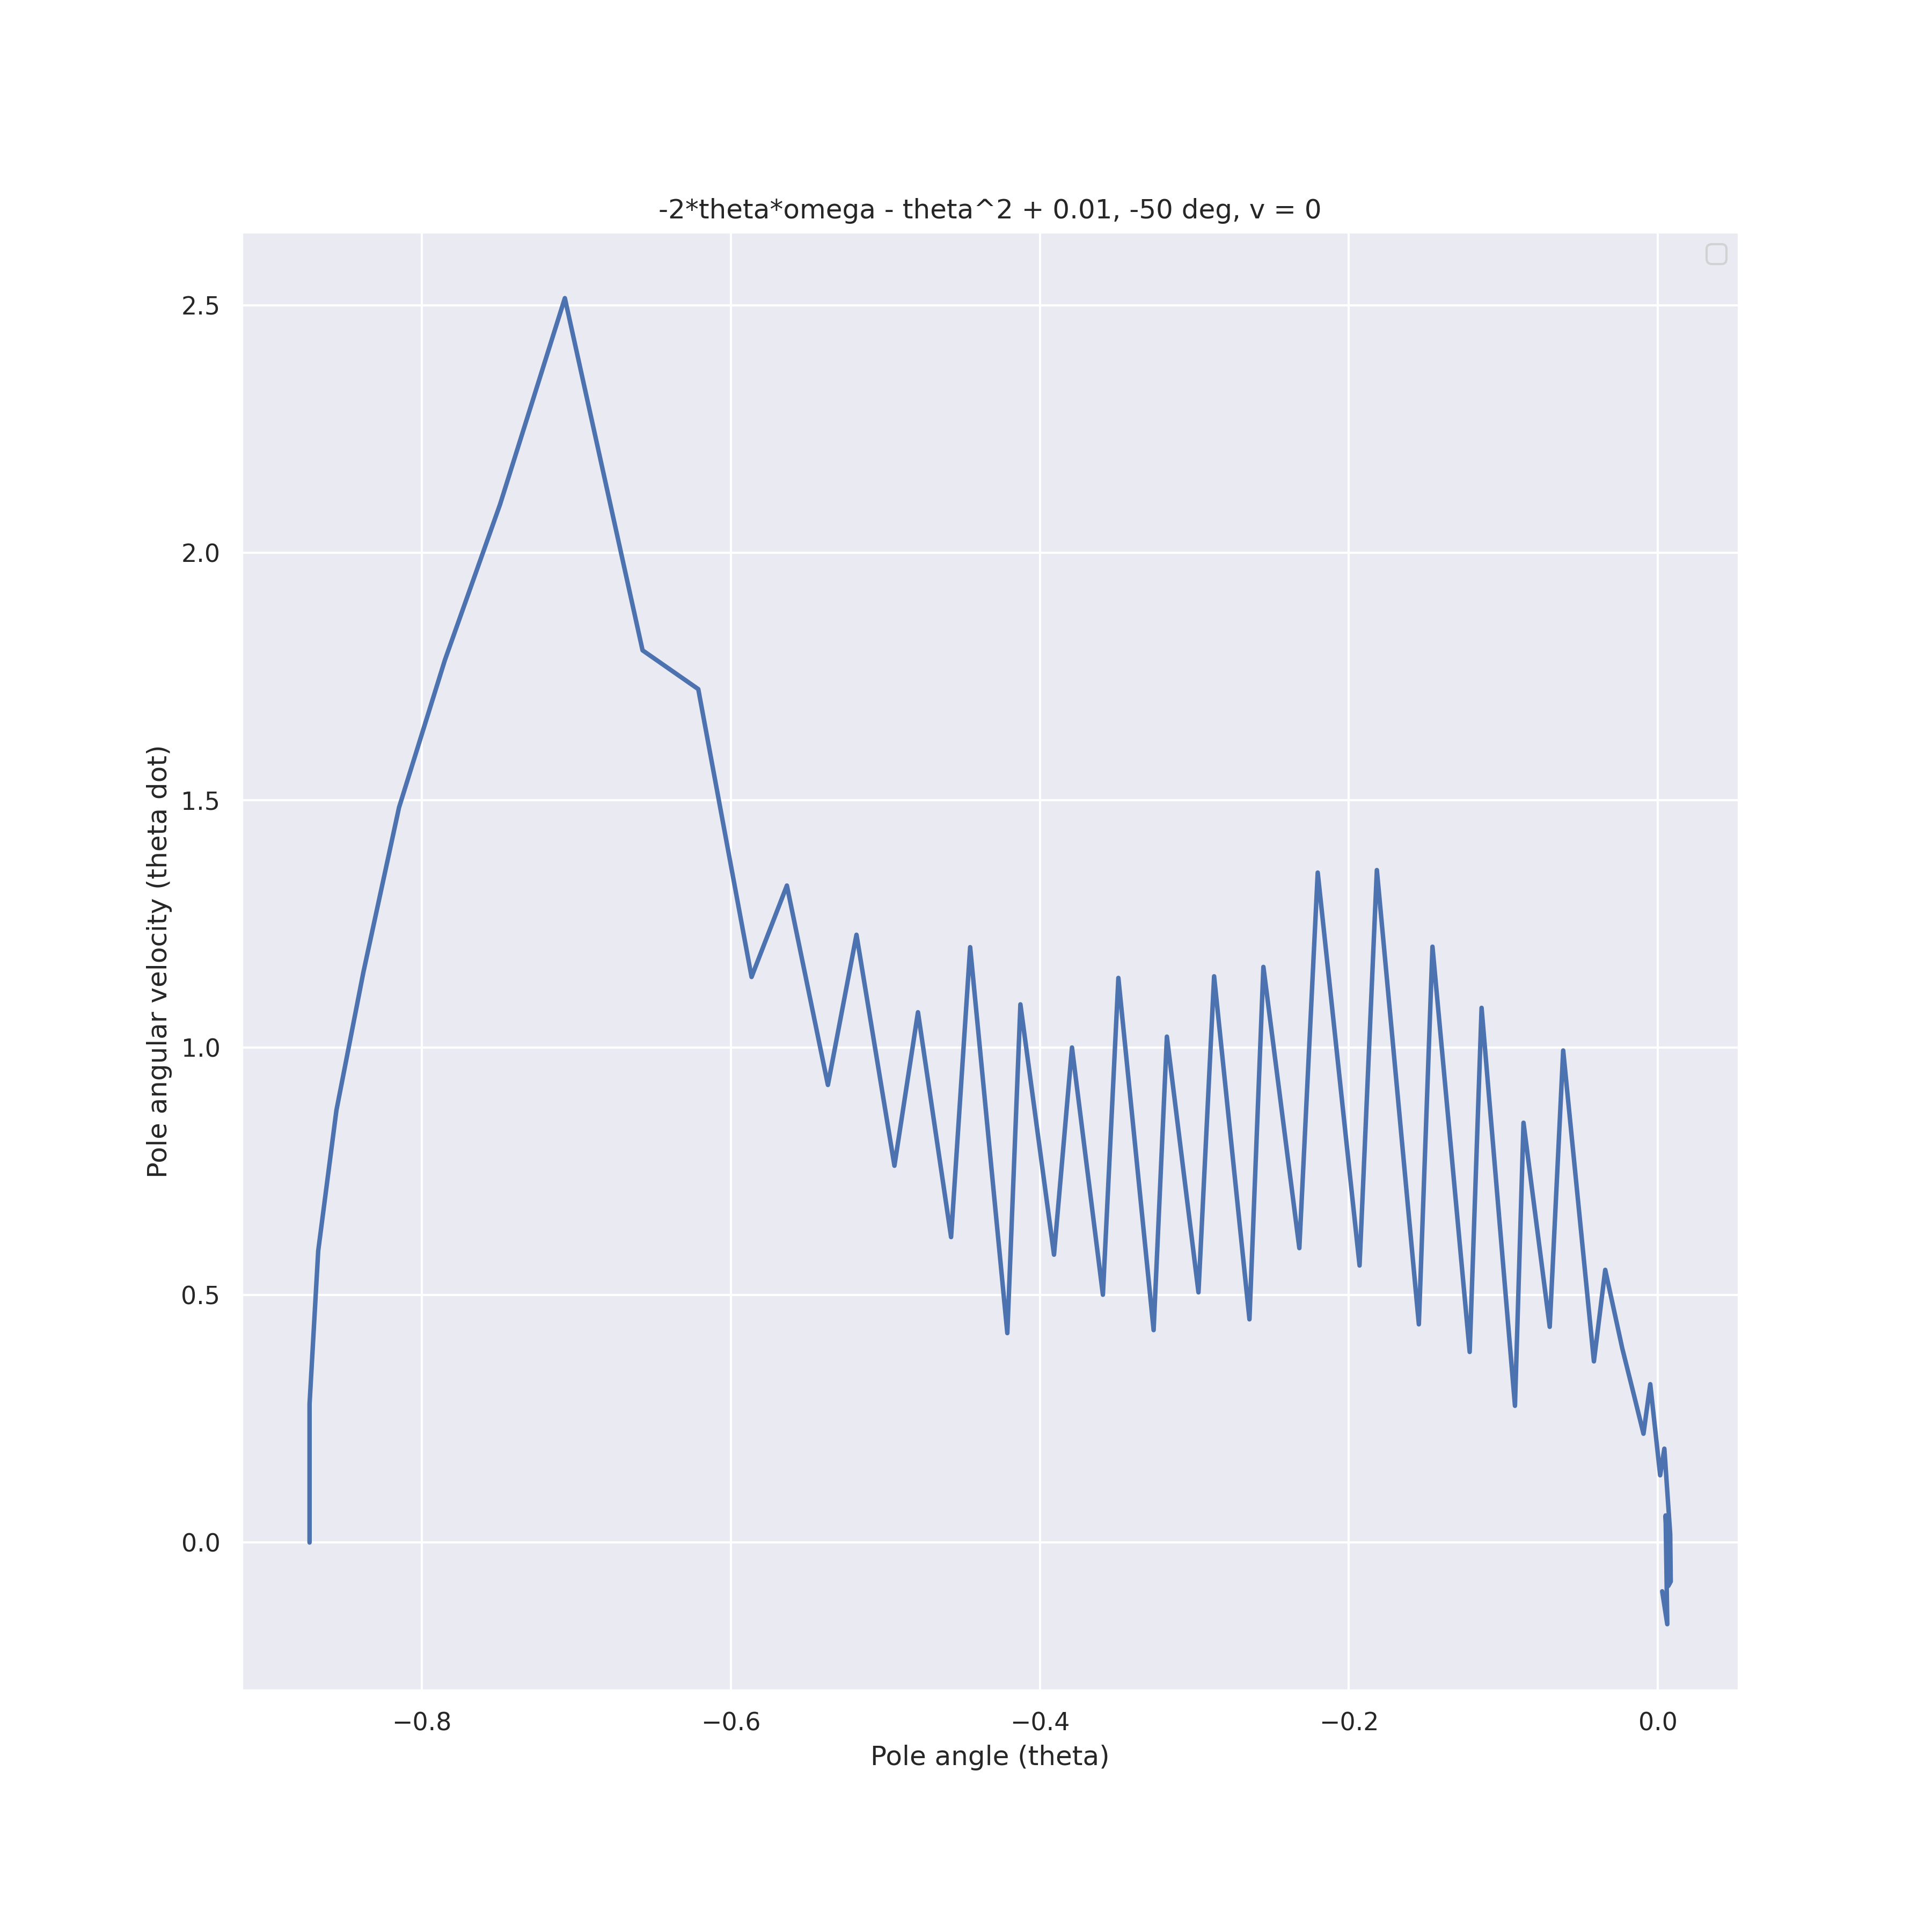 -2*theta*omega - theta^2 + 0.01, -50 deg, v = 0
2.5
2.0
1.5
1.0
0.5
0.0
Pole angular velocity (theta dot)
−0.8 −0.6 −0.4 −0.2 0.0
Pole angle (theta)